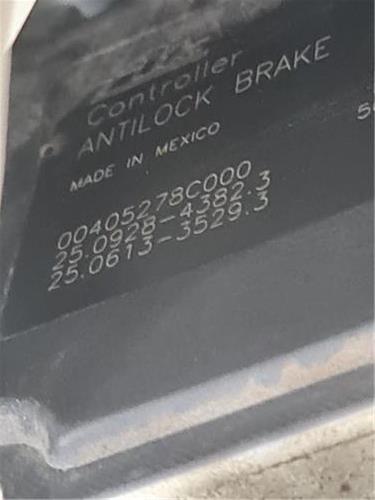 Controller
ANTILOCK BRAKE
MADE IN MEXICO
00405278C000
25.0928-4382.3
25.0613-3529.3